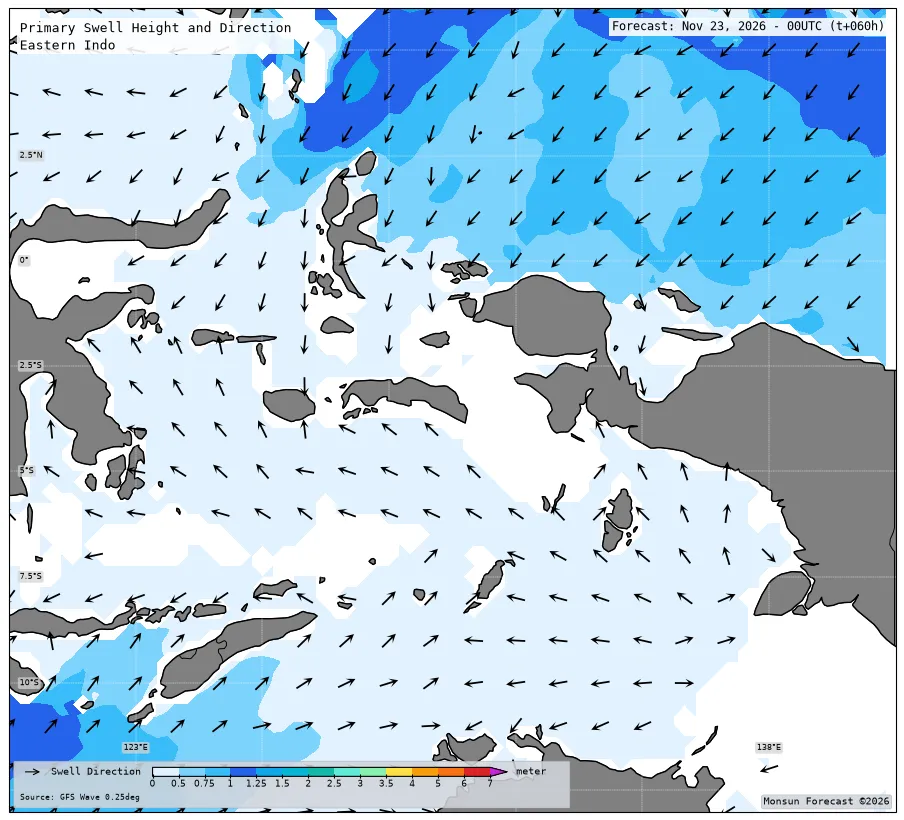 Primary Swell Height and Direction
Eastern Indo
Forecast: Nov 23, 2026 - 00UTC (t+060h)
2.5°N
0°
2.5°S
5°S
7.5°S
10°S
123°E
138°E
Swell Direction
meter
0 0.5 0.75 1 1.25 1.5 2 2.5 3 3.5 4 5 6 7
Source: GFS Wave 0.25deg
Monsun Forecast ©2026